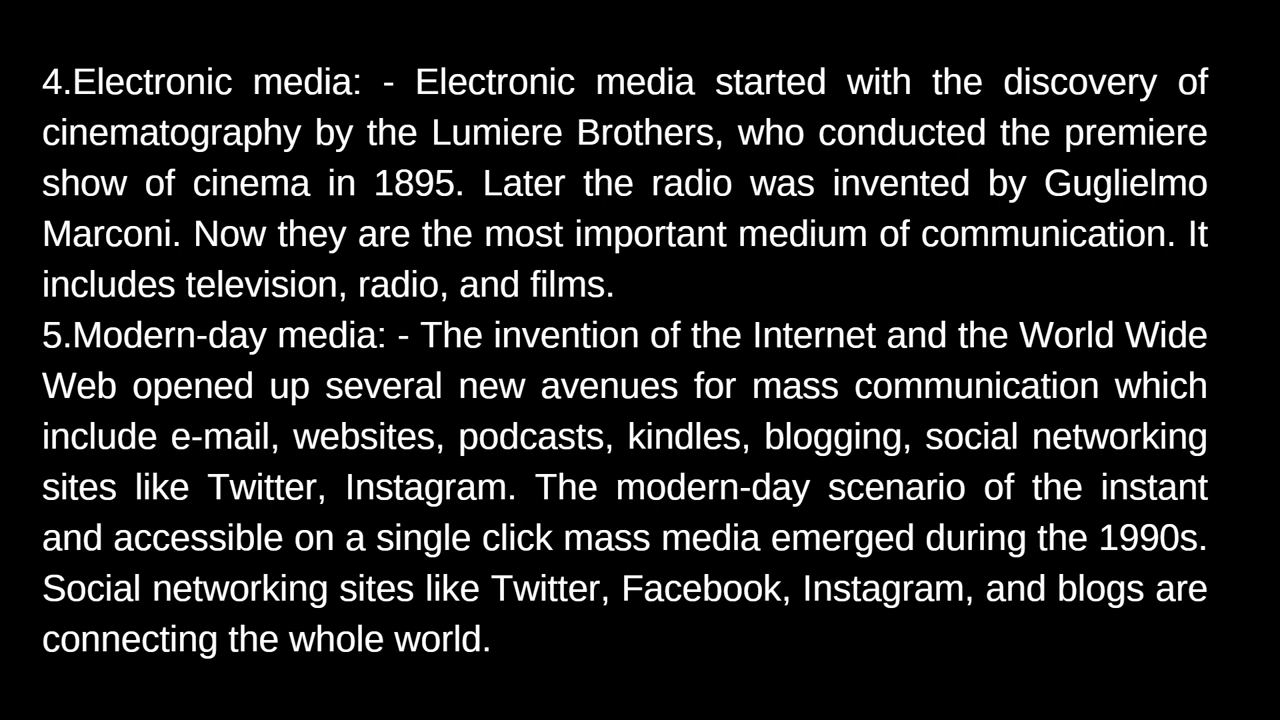 4.Electronic media: - Electronic media started with the discovery of
cinematography by the Lumiere Brothers, who conducted the premiere
show of cinema in 1895. Later the radio was invented by Guglielmo
Marconi. Now they are the most important medium of communication. It
includes television, radio, and films.
5.Modern-day media: - The invention of the Internet and the World Wide
Web opened up several new avenues for mass communication which
include e-mail, websites, podcasts, kindles, blogging, social networking
sites like Twitter, Instagram. The modern-day scenario of the instant
and accessible on a single click mass media emerged during the 1990s.
Social networking sites like Twitter, Facebook, Instagram, and blogs are
connecting the whole world.